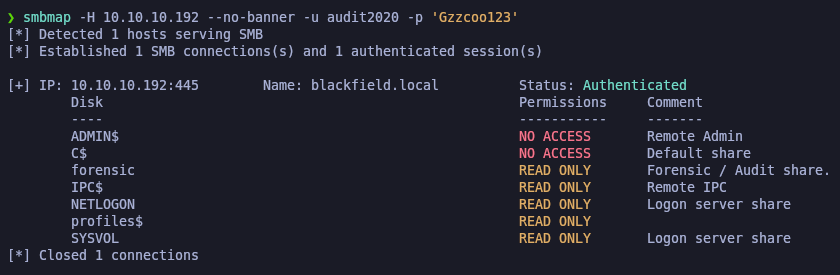 ❯ smbmap -H 10.10.10.192 --no-banner -u audit2020 -p 'Gzzcoo123'
[*] Detected 1 hosts serving SMB
[*] Established 1 SMB connections(s) and 1 authenticated session(s)
[+] IP: 10.10.10.192:445 Name: blackfield.local Status: Authenticated
Disk Permissions Comment
---- ----------- -------
ADMIN$ NO ACCESS Remote Admin
C$ NO ACCESS Default share
forensic READ ONLY Forensic / Audit share.
IPC$ READ ONLY Remote IPC
NETLOGON READ ONLY Logon server share
profiles$ READ ONLY
SYSVOL READ ONLY Logon server share
[*] Closed 1 connections